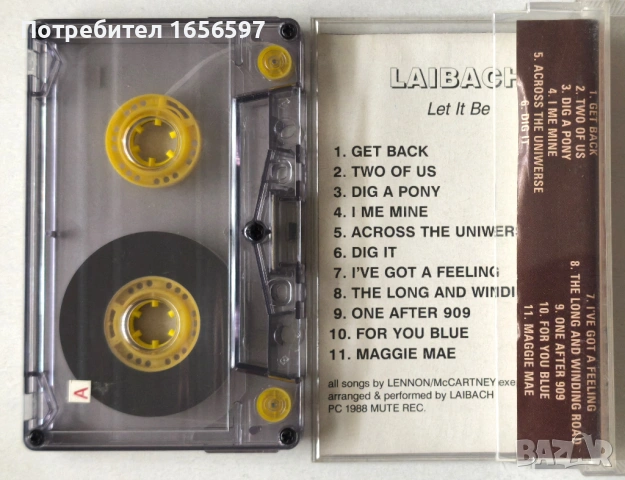 Потребител 1656597
LAIBACH
Let It Be
1. GET BACK
2. TWO OF US
3. DIG A PONY
4. I ME MINE
5. ACROSS THE UNIWERS
6. DIG IT
7. I'VE GOT A FEELING
8. THE LONG AND WINDI
9. ONE AFTER 909
10. FOR YOU BLUE
11. MAGGIE MAE
all songs by LENNON/McCARTNEY exe
arranged & performed by LAIBACH
PC 1988 MUTE REC.
1. GET BACK
2. TWO OF US
3. DIG A PONY
4. I ME MINE
5. ACROSS THE UNIWERSE
6. DIG IT
7. I'VE GOT A FEELING
8. THE LONG AND WINDING ROAD
9. ONE AFTER 909
10. FOR YOU BLUE
11. MAGGIE MAE
A
BAZAR